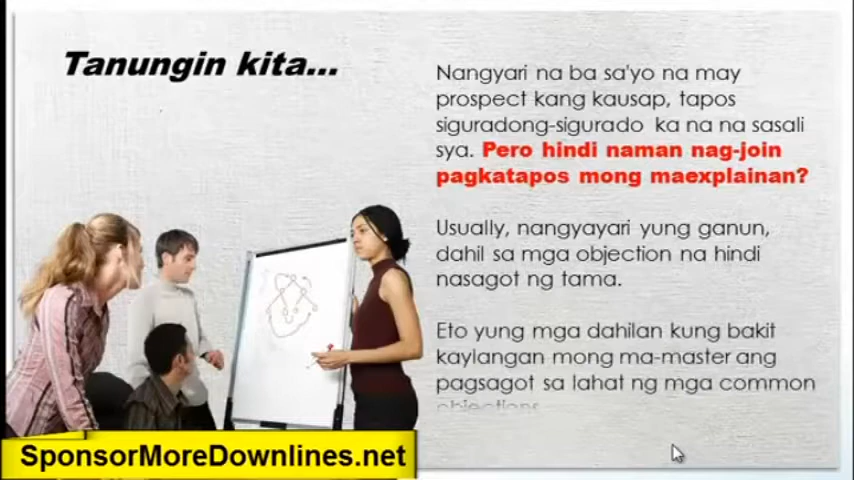 Tanungin kita...
Nangyari na ba sa'yo na may
prospect kang kausap, tapos
siguradong-sigurado ka na na sasali
sya. Pero hindi naman nag-join
pagkatapos mong maexplainan?
Usually, nangyayari yung ganun,
dahil sa mga objection na hindi
nasagot ng tama.
Eto yung mga dahilan kung bakit
kaylangan mong ma-master ang
pagsagot sa lahat ng mga common
objections
SponsorMoreDownlines.net